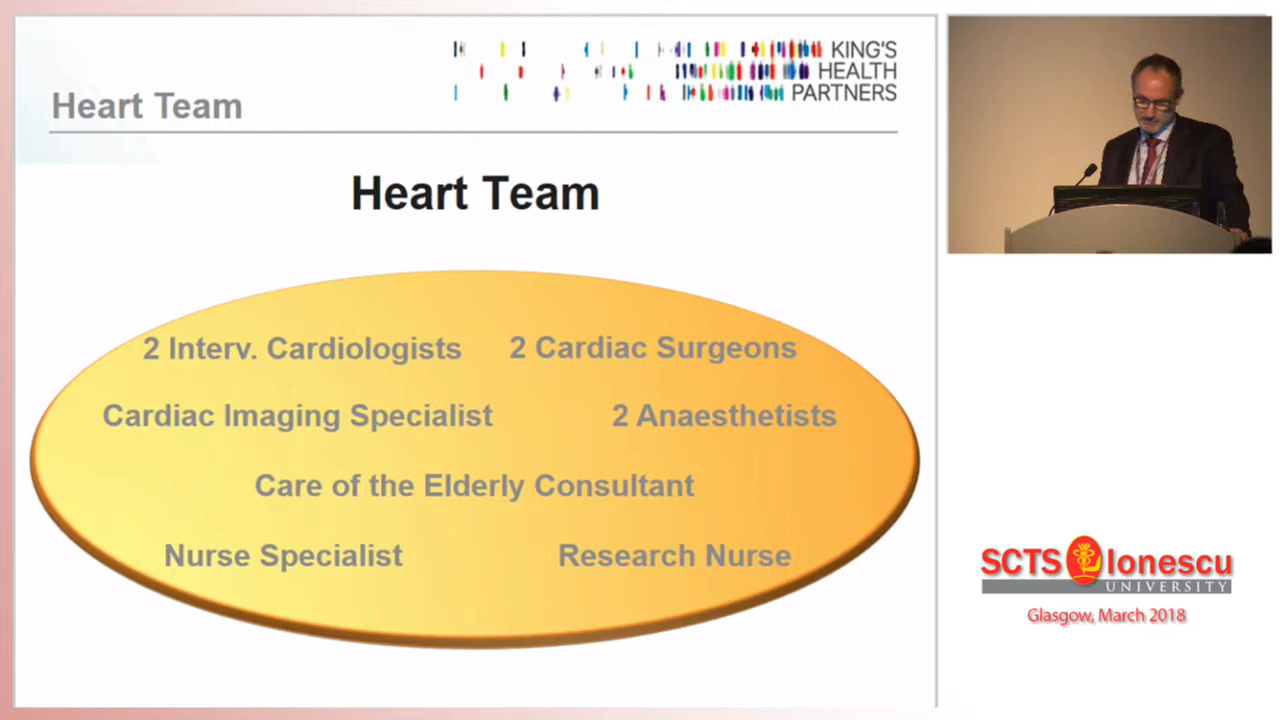 KING'S
HEALTH
PARTNERS
Heart Team
Heart Team
2 Interv. Cardiologists
2 Cardiac Surgeons
Cardiac Imaging Specialist
2 Anaesthetists
Care of the Elderly Consultant
Nurse Specialist
Research Nurse
SCTS Ionescu
UNIVERSITY
Glasgow, March 2018